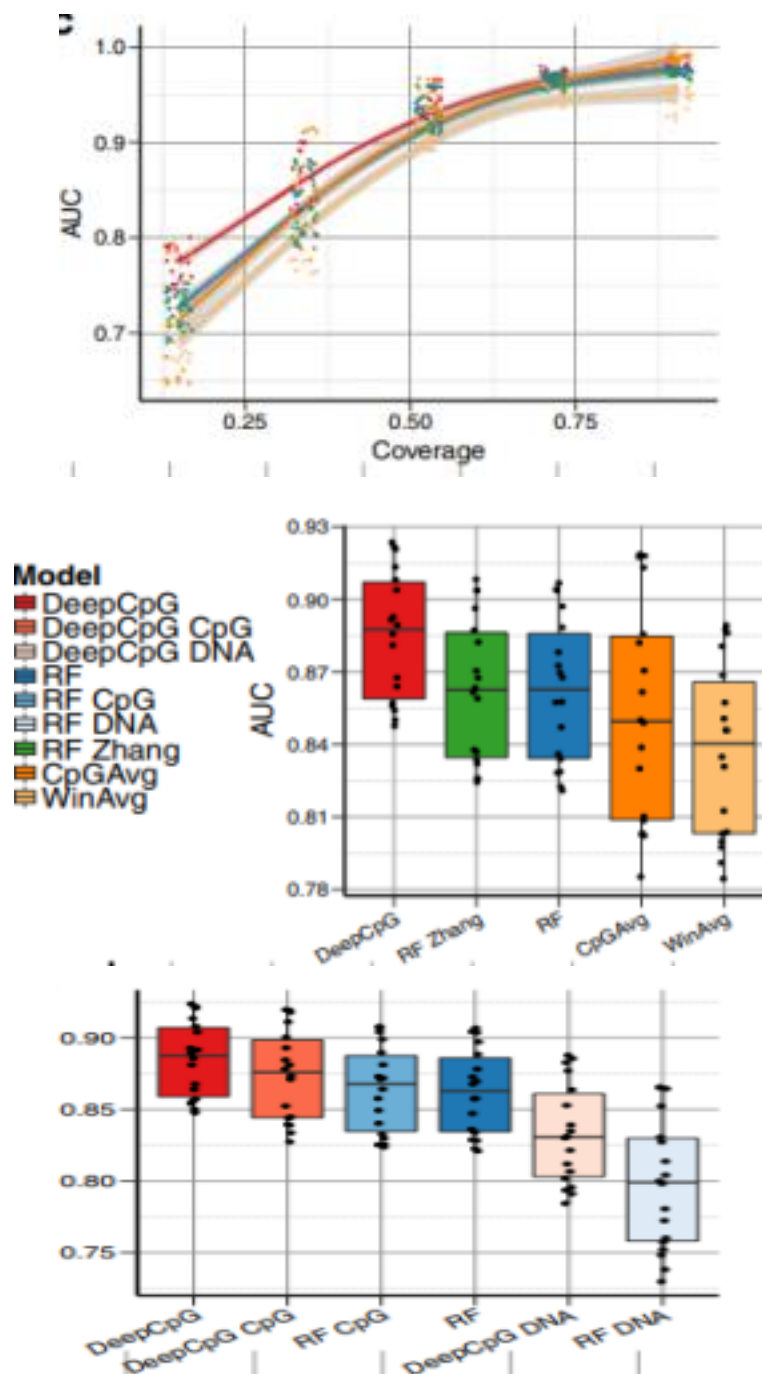 1.0
0.9
AUC
0.8
0.7
0.25
0.50
0.75
Coverage
Model
DeepCpG
DeepCpG CpG
DeepCpG DNA
RF
RF CpG
RF DNA
RF Zhang
CpGAvg
WinAvg
0.93
0.90
0.87
AUC
0.84
0.81
0.78
DeepCpG
RF Zhang
RF
CpGAvg
WinAvg
0.90
0.85
0.80
0.75
DeepCpG
DeepCpG CpG
RF CpG
RF
DeepCpG DNA
RF DNA